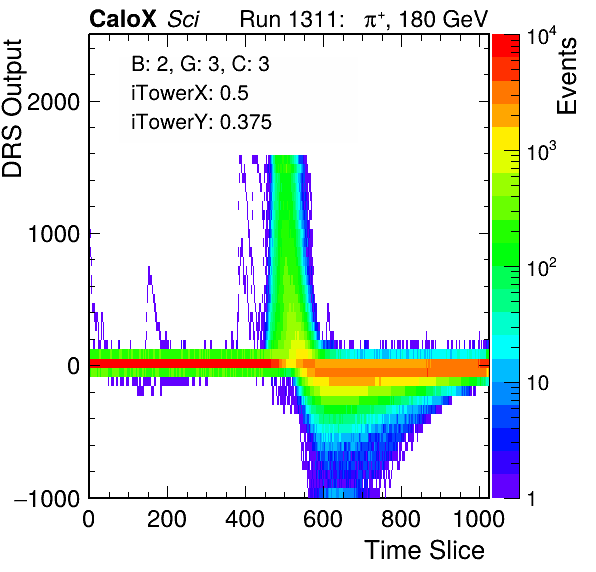 CaloX Sci Run 1311: π⁺, 180 GeV
B: 2, G: 3, C: 3
iTowerX: 0.5
iTowerY: 0.375
DRS Output
2000
1000
0
−1000
0 200 400 600 800 1000
Time Slice
Events
10⁴
10³
10²
10
1